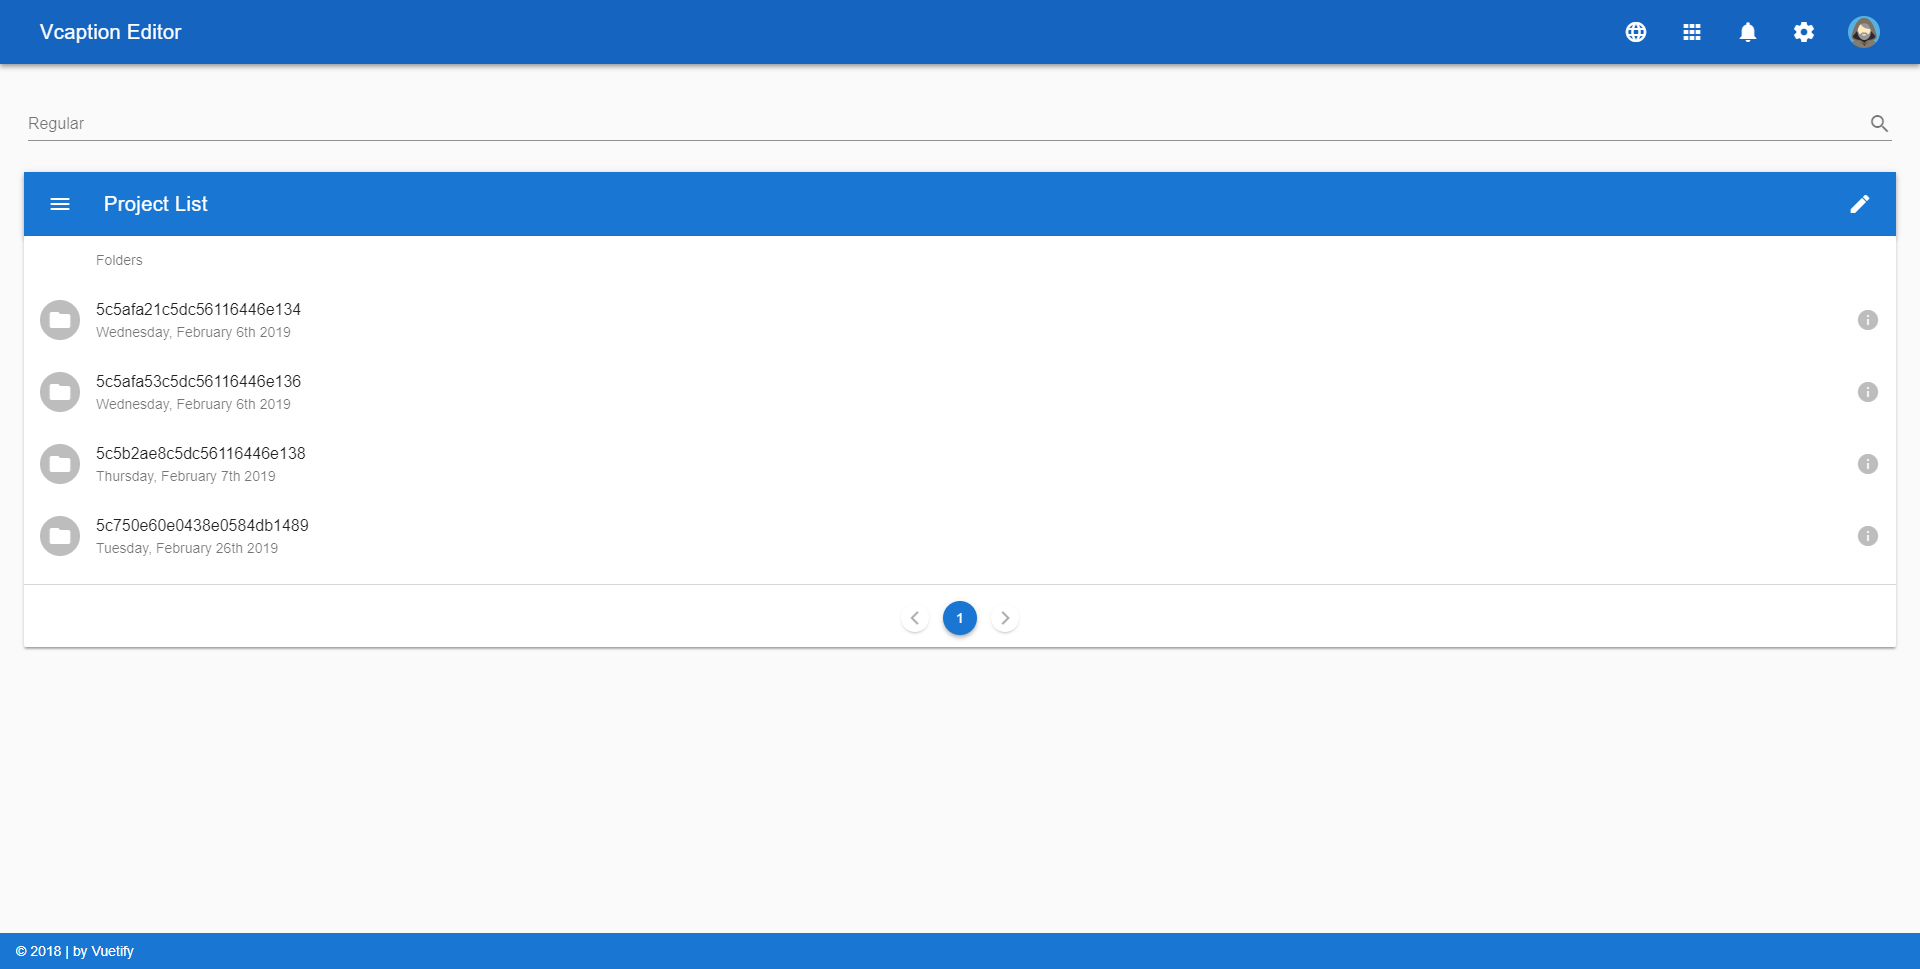 Vcaption Editor
Regular
Project List
Folders
5c5afa21c5dc56116446e134
Wednesday, February 6th 2019
5c5afa53c5dc56116446e136
Wednesday, February 6th 2019
5c5b2ae8c5dc56116446e138
Thursday, February 7th 2019
5c750e60e0438e0584db1489
Tuesday, February 26th 2019
1
© 2018 | by Vuetify